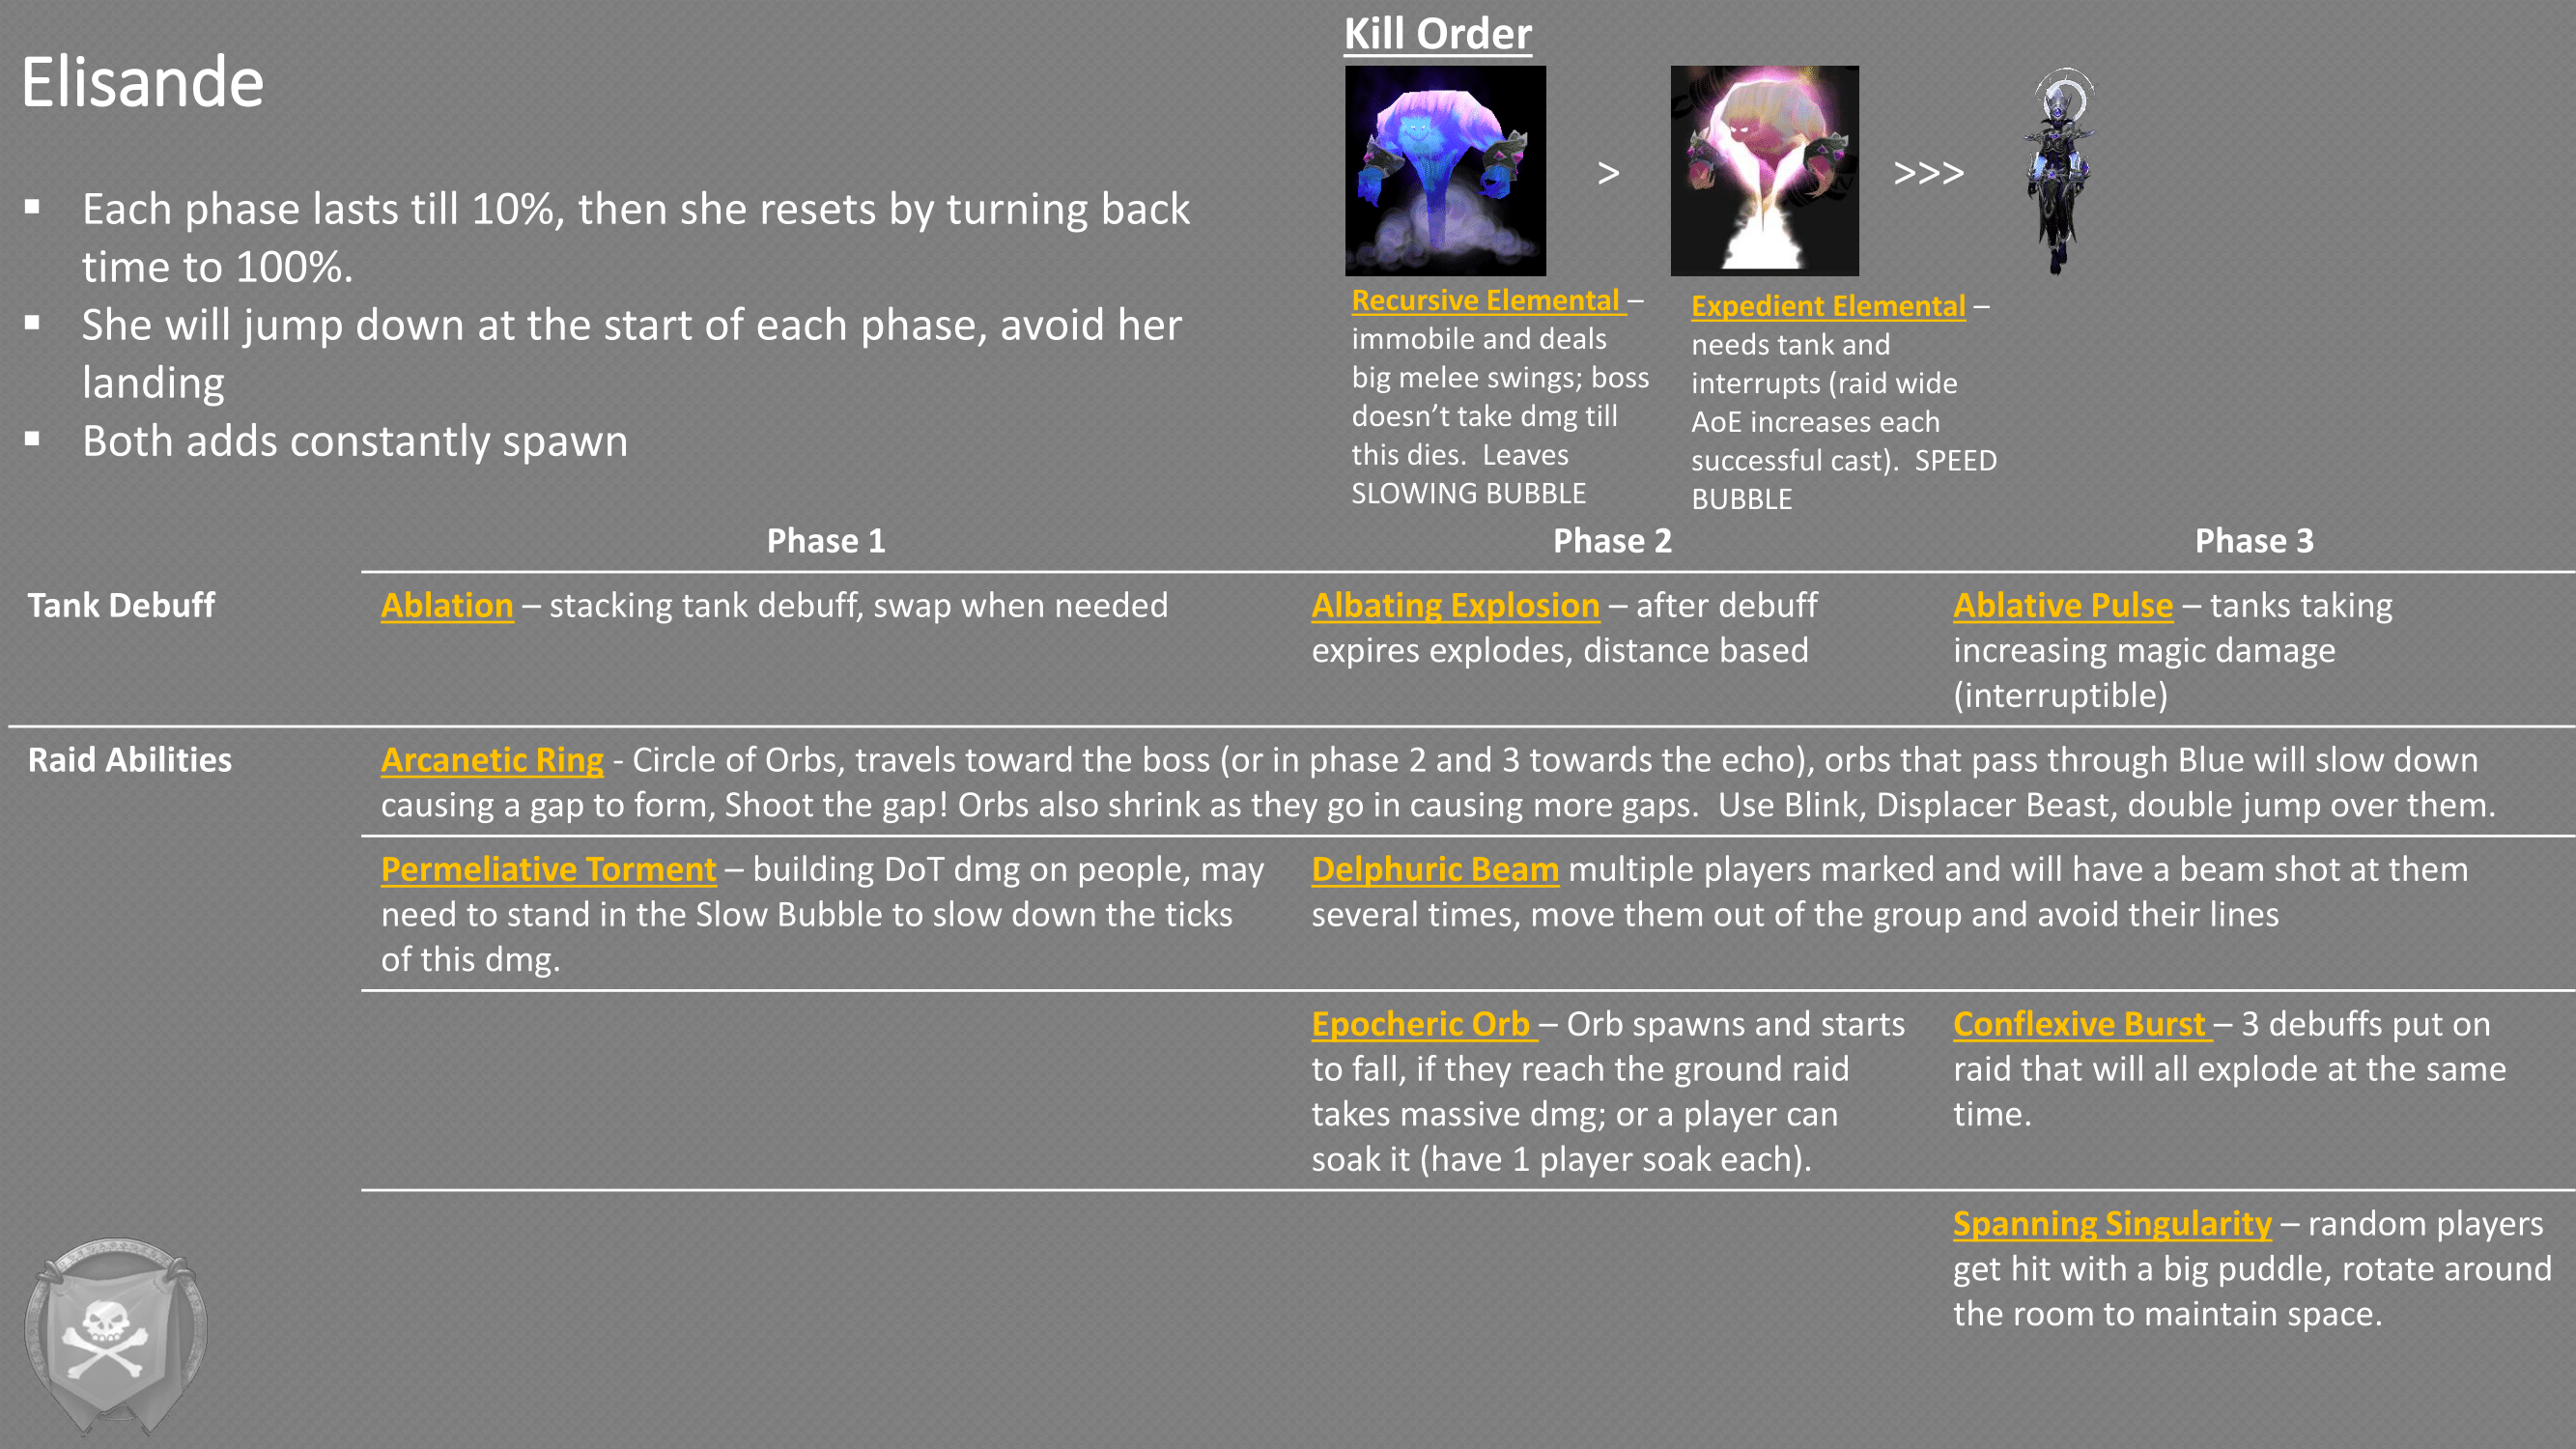 Elisande
▪ Each phase lasts till 10%, then she resets by turning back
time to 100%.
▪ She will jump down at the start of each phase, avoid her
landing
▪ Both adds constantly spawn
Kill Order
>
>>>
Recursive Elemental –
immobile and deals
big melee swings; boss
doesn’t take dmg till
this dies.  Leaves
SLOWING BUBBLE
Expedient Elemental –
needs tank and
interrupts (raid wide
AoE increases each
successful cast).  SPEED
BUBBLE
Phase 1
Phase 2
Phase 3
Tank Debuff
Ablation – stacking tank debuff, swap when needed
Albating Explosion – after debuff
expires explodes, distance based
Ablative Pulse – tanks taking
increasing magic damage
(interruptible)
Raid Abilities
Arcanetic Ring - Circle of Orbs, travels toward the boss (or in phase 2 and 3 towards the echo), orbs that pass through Blue will slow down
causing a gap to form, Shoot the gap! Orbs also shrink as they go in causing more gaps.  Use Blink, Displacer Beast, double jump over them.
Permeliative Torment – building DoT dmg on people, may
need to stand in the Slow Bubble to slow down the ticks
of this dmg.
Delphuric Beam multiple players marked and will have a beam shot at them
several times, move them out of the group and avoid their lines
Epocheric Orb – Orb spawns and starts
to fall, if they reach the ground raid
takes massive dmg; or a player can
soak it (have 1 player soak each).
Conflexive Burst – 3 debuffs put on
raid that will all explode at the same
time.
Spanning Singularity – random players
get hit with a big puddle, rotate around
the room to maintain space.